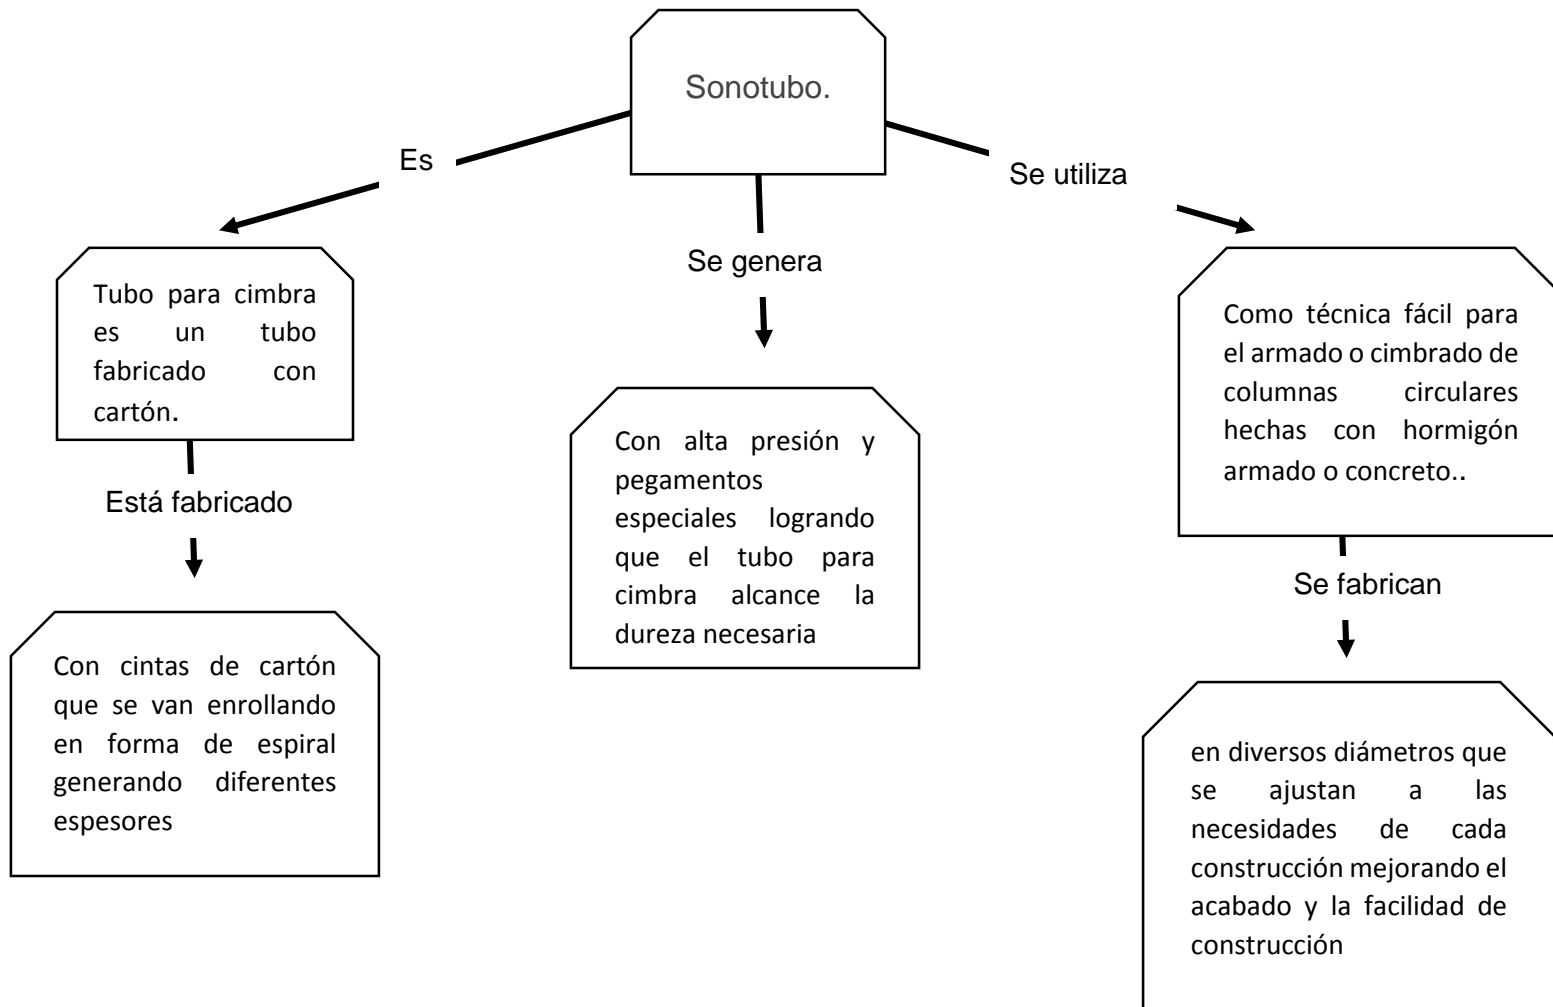 Sonotubo.
Es
Tubo para cimbra
es un tubo
fabricado con
cartón.
Está fabricado
Con cintas de cartón
que se van enrollando
en forma de espiral
generando diferentes
espesores
Se genera
Con alta presión y
pegamentos
especiales logrando
que el tubo para
cimbra alcance la
dureza necesaria
Se utiliza
Como técnica fácil para
el armado o cimbrado de
columnas circulares
hechas con hormigón
armado o concreto..
Se fabrican
en diversos diámetros que
se ajustan a las
necesidades de cada
construcción mejorando el
acabado y la facilidad de
construcción